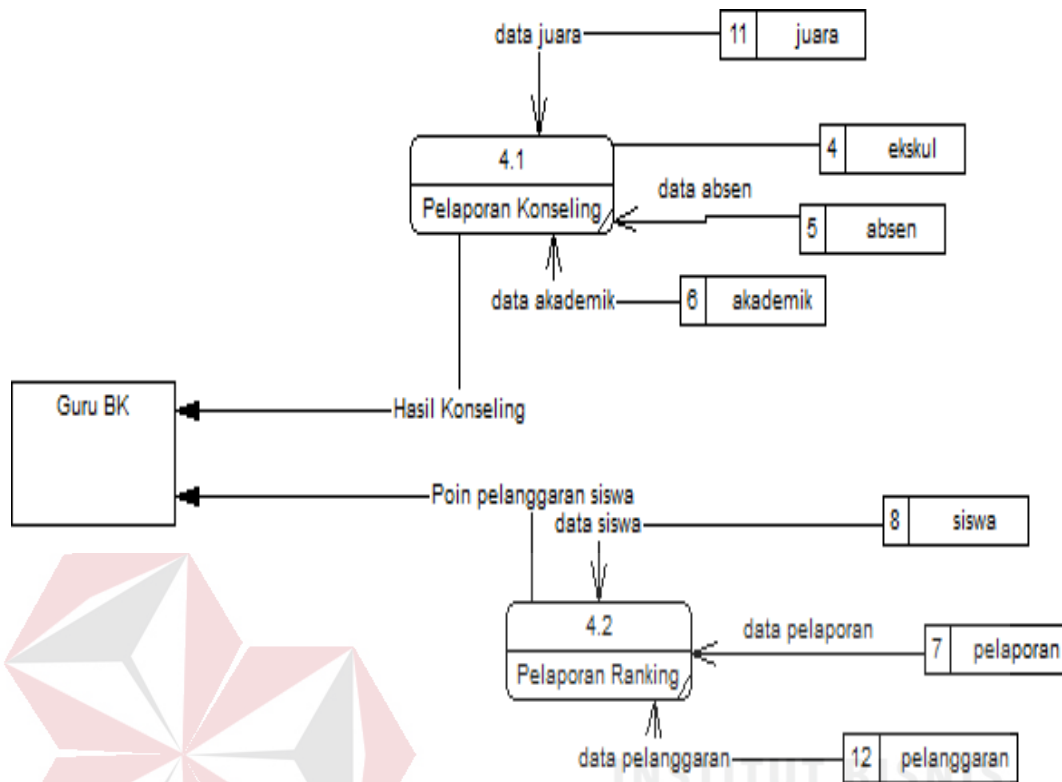 data juara
11 juara
4.1
Pelaporan Konseling
4 ekskul
data absen
5 absen
data akademik
6 akademik
Guru BK
Hasil Konseling
Poin pelanggaran siswa
data siswa
8 siswa
4.2
Pelaporan Ranking
data pelaporan
7 pelaporan
data pelanggaran
12 pelanggaran
INSTITUT BISNIS